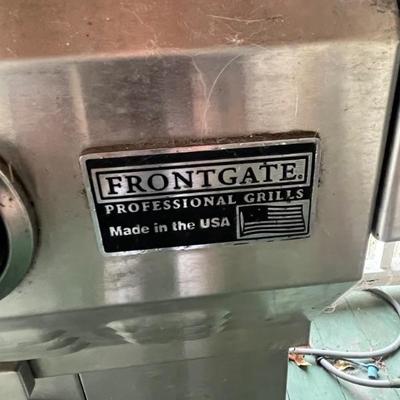 FRONTGATE®
PROFESSIONAL GRILLS
Made in the USA